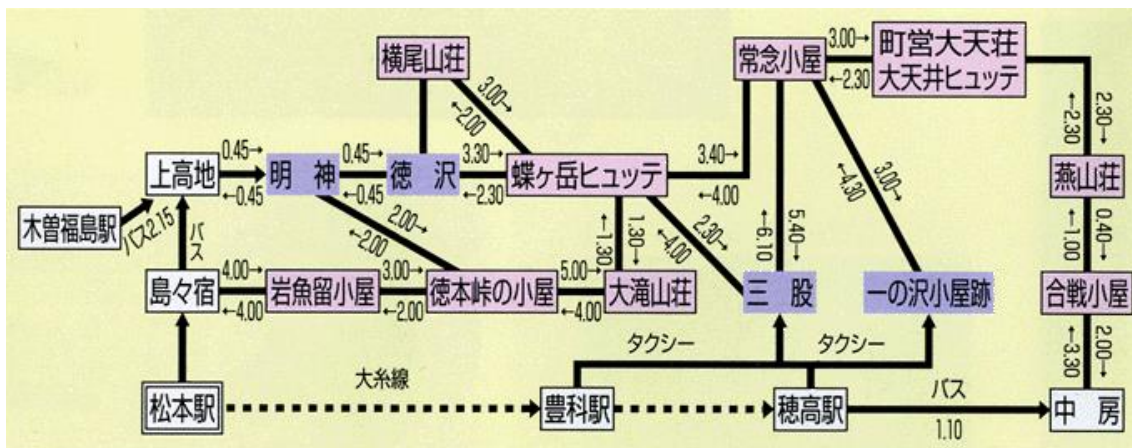 横尾山荘
常念小屋
3.00→
←2.30
町営大天荘
大天井ヒュッテ
3.00→
←2.00
2.30→
←2.30
上高地
0.45→
←0.45
明神
0.45→
←0.45
徳沢
3.30→
←2.30
蝶ヶ岳ヒュッテ
3.40→
←4.00
3.00→
←4.30
燕山荘
木曽福島駅
バス2.15
バス
2.00→
←2.00
1.30→
←1.30
2.30→
←4.00
5.40→
←6.10
0.40→
←1.00
島々宿
4.00→
←4.00
岩魚留小屋
3.00→
←2.00
徳本峠の小屋
5.00→
←4.00
大滝山荘
三股
一の沢小屋跡
合戦小屋
タクシー
タクシー
2.00→
←3.30
松本駅
大糸線
豊科駅
穂高駅
バス
1.10
中房